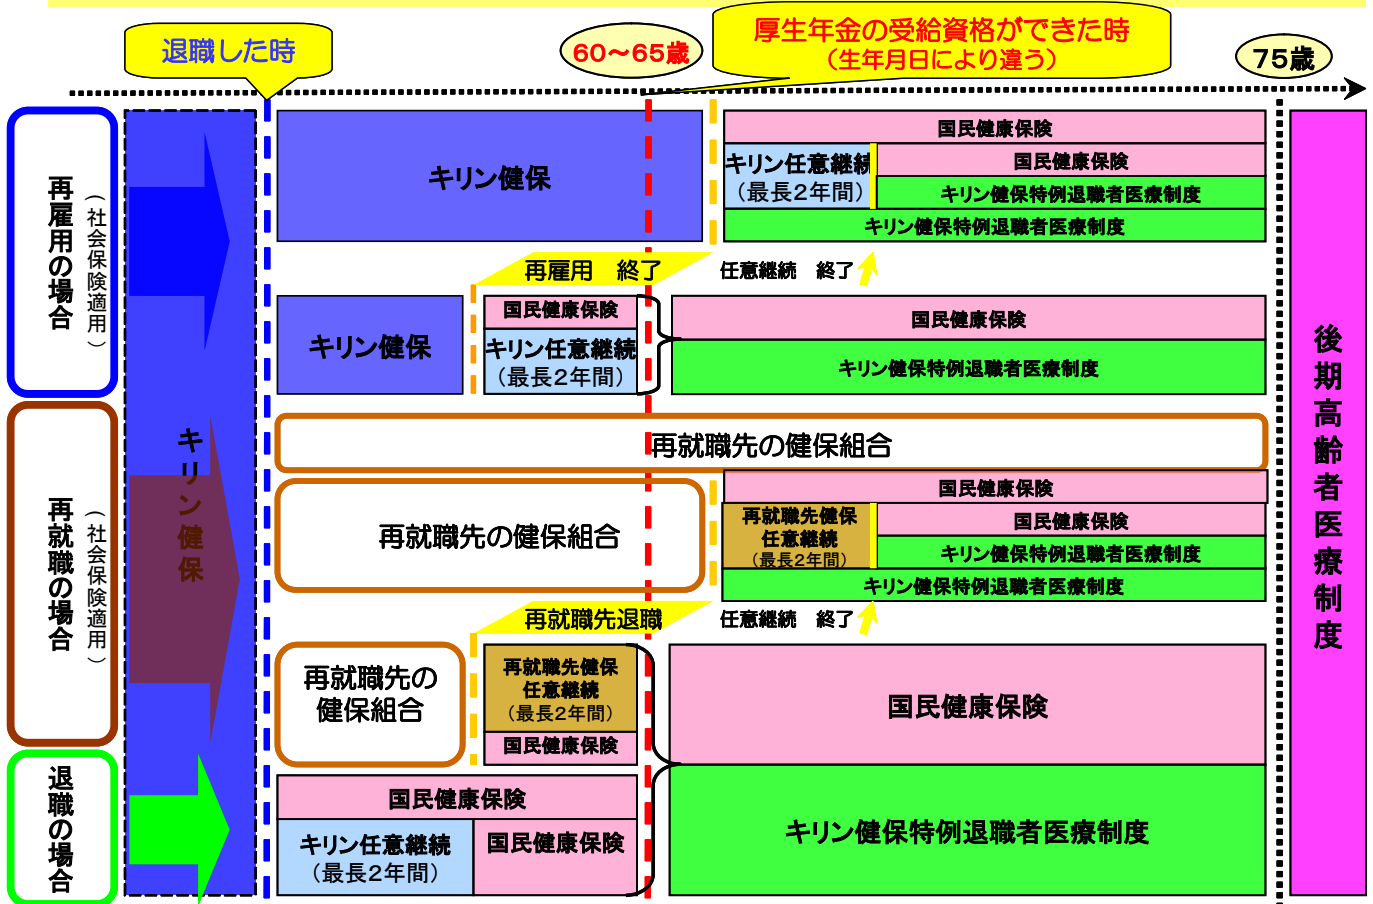 退職した時
60～65歳
厚生年金の受給資格ができた時
（生年月日により違う）
75歳
再雇用の場合
（社会保険適用）
キリン健保
国民健康保険
キリン任意継続
（最長2年間）
国民健康保険
キリン健保特例退職者医療制度
キリン健保特例退職者医療制度
再雇用　終了
任意継続　終了
キリン健保
国民健康保険
キリン任意継続
（最長2年間）
国民健康保険
キリン健保特例退職者医療制度
キリン健保
後期高齢者医療制度
再就職の場合
（社会保険適用）
再就職先の健保組合
再就職先の健保組合
国民健康保険
再就職先健保
任意継続
（最長2年間）
国民健康保険
キリン健保特例退職者医療制度
キリン健保特例退職者医療制度
再就職先退職
任意継続　終了
再就職先の
健保組合
再就職先健保
任意継続
（最長2年間）
国民健康保険
国民健康保険
退職の場合
国民健康保険
キリン任意継続
（最長2年間）
国民健康保険
キリン健保特例退職者医療制度